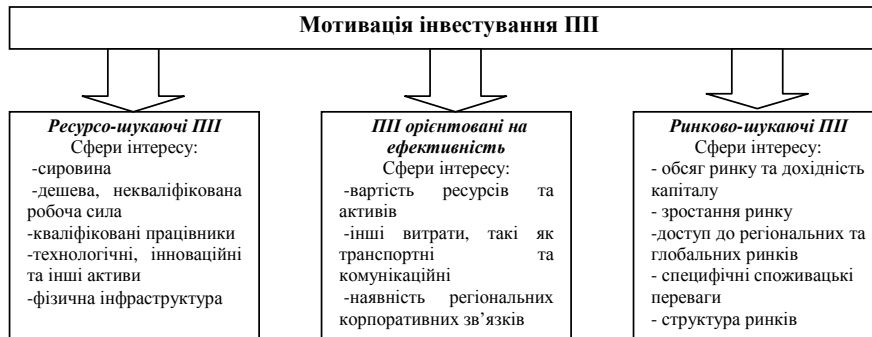 Мотивація інвестування ПІІ
Ресурсо-шукаючі ПІІ
Сфери інтересу:
-сировина
-дешева, некваліфікована
робоча сила
-кваліфіковані працівники
-технологічні, інноваційні
та інші активи
-фізична інфраструктура
ПІІ орієнтовані на
ефективність
Сфери інтересу:
-вартість ресурсів та
активів
-інші витрати, такі як
транспортні та
комунікаційні
-наявність регіональних
корпоративних зв’язків
Ринково-шукаючі ПІІ
Сфери інтересу:
- обсяг ринку та дохідність
капіталу
- зростання ринку
-доступ до регіональних та
глобальних ринків
- специфічні споживацькі
переваги
- структура ринків